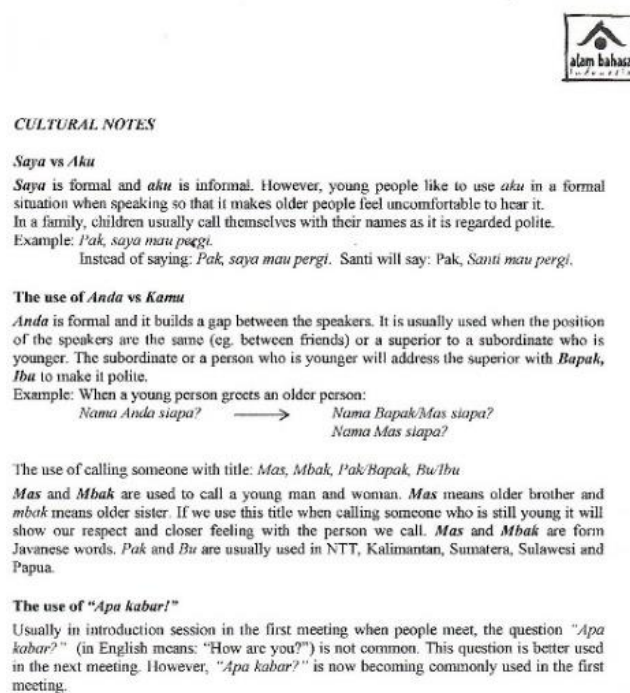 alam bahasa
CULTURAL NOTES
Saya vs Aku
Saya is formal and aku is informal. However, young people like to use aku in a formal
situation when speaking so that it makes older people feel uncomfortable to hear it.
In a family, children usually call themselves with their names as it is regarded polite.
Example: Pak, saya mau pergi.
Instead of saying: Pak, saya mau pergi. Santi will say: Pak, Santi mau pergi.
The use of Anda vs Kamu
Anda is formal and it builds a gap between the speakers. It is usually used when the position
of the speakers are the same (eg. between friends) or a superior to a subordinate who is
younger. The subordinate or a person who is younger will address the superior with Bapak,
Ibu to make it polite.
Example: When a young person greets an older person:
Nama Anda siapa? → Nama Bapak/Mas siapa?
Nama Mas siapa?
The use of calling someone with title: Mas, Mbak, Pak/Bapak, Bu/Ibu
Mas and Mbak are used to call a young man and woman. Mas means older brother and
mbak means older sister. If we use this title when calling someone who is still young it will
show our respect and closer feeling with the person we call. Mas and Mbak are form
Javanese words. Pak and Bu are usually used in NTT, Kalimantan, Sumatera, Sulawesi and
Papua.
The use of “Apa kabar!”
Usually in introduction session in the first meeting when people meet, the question “Apa
kabar?” (in English means: “How are you?”) is not common. This question is better used
in the next meeting. However, “Apa kabar?” is now becoming commonly used in the first
meeting.